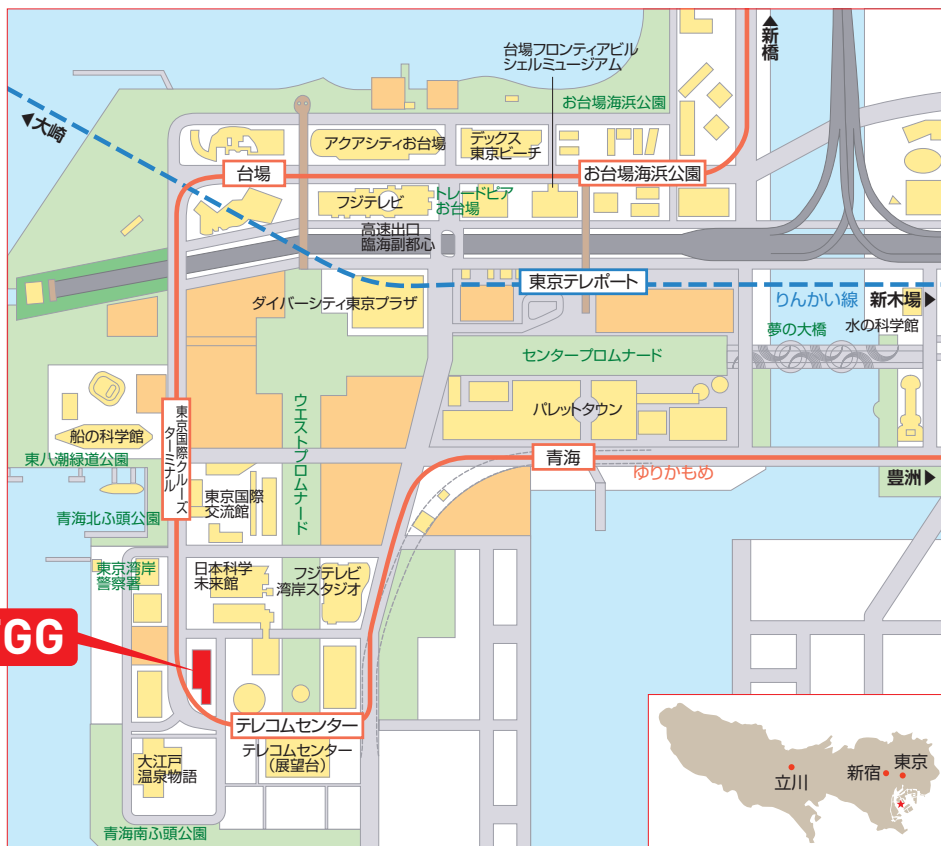 ▲新橋
台場フロンティアビル
シェルミュージアム
お台場海浜公園
◀大崎
アクアシティお台場
デックス
東京ビーチ
台場
お台場海浜公園
フジテレビ
トレードピア
お台場
高速出口
臨海副都心
東京テレポート
ダイバーシティ東京プラザ
りんかい線
新木場▶
夢の大橋
水の科学館
センタープロムナード
ウエストプロムナード
パレットタウン
船の科学館
東京国際クルーズ
ターミナル
東八潮緑道公園
青海
ゆりかもめ
豊洲▶
東京国際
交流館
青海北ふ頭公園
東京湾岸
警察署
日本科学
未来館
フジテレビ
湾岸スタジオ
TGG
テレコムセンター
テレコムセンター
(展望台)
大江戸
温泉物語
青海南ふ頭公園
立川
新宿
東京